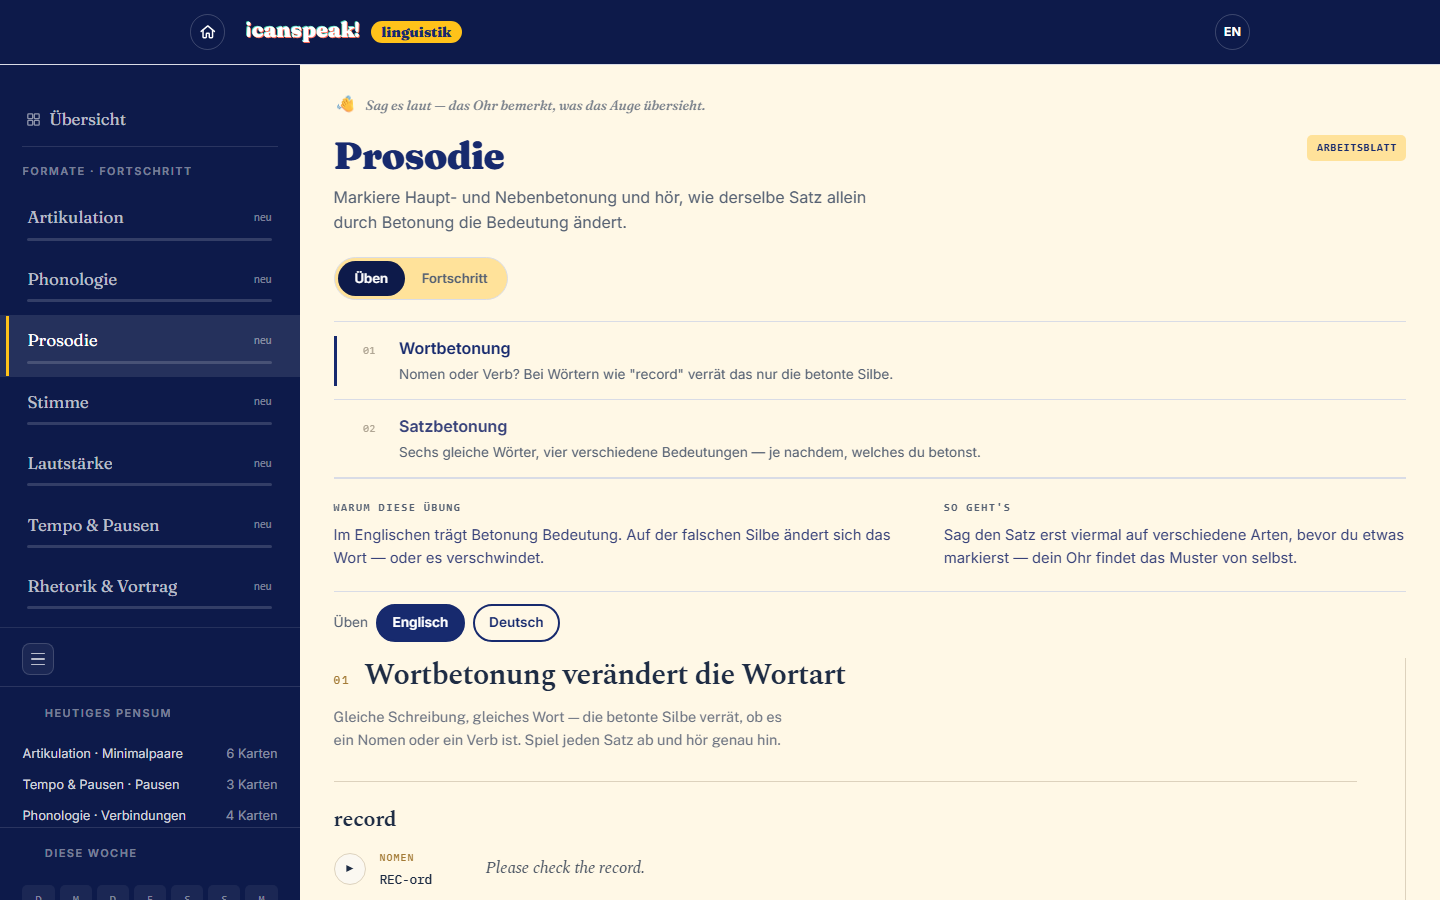 icanspeak!
linguistik
EN
Übersicht
FORMATE · FORTSCHRITT
Artikulation neu
Phonologie neu
Prosodie neu
Stimme neu
Lautstärke neu
Tempo & Pausen neu
Rhetorik & Vortrag neu
HEUTIGES PENSUM
Artikulation · Minimalpaare 6 Karten
Tempo & Pausen · Pausen 3 Karten
Phonologie · Verbindungen 4 Karten
DIESE WOCHE
Sag es laut — das Ohr bemerkt, was das Auge übersieht.
Prosodie
ARBEITSBLATT
Markiere Haupt- und Nebenbetonung und hör, wie derselbe Satz allein
durch Betonung die Bedeutung ändert.
Üben Fortschritt
01 Wortbetonung
Nomen oder Verb? Bei Wörtern wie "record" verrät das nur die betonte Silbe.
02 Satzbetonung
Sechs gleiche Wörter, vier verschiedene Bedeutungen — je nachdem, welches du betonst.
WARUM DIESE ÜBUNG
Im Englischen trägt Betonung Bedeutung. Auf der falschen Silbe ändert sich das
Wort — oder es verschwindet.
SO GEHT'S
Sag den Satz erst viermal auf verschiedene Arten, bevor du etwas
markierst — dein Ohr findet das Muster von selbst.
Üben Englisch Deutsch
01 Wortbetonung verändert die Wortart
Gleiche Schreibung, gleiches Wort — die betonte Silbe verrät, ob es
ein Nomen oder ein Verb ist. Spiel jeden Satz ab und hör genau hin.
record
NOMEN
REC-ord
Please check the record.